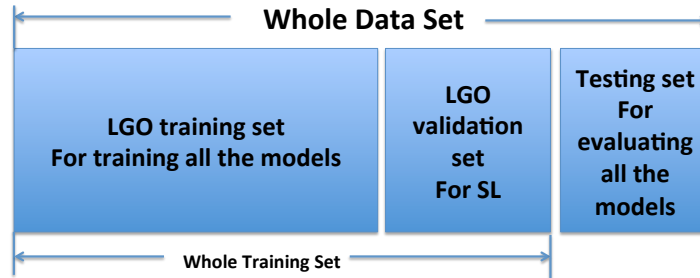 Whole Data Set
LGO training set
For training all the models
LGO
validation
set
For SL
Testing set
For
evaluating
all the
models
Whole Training Set